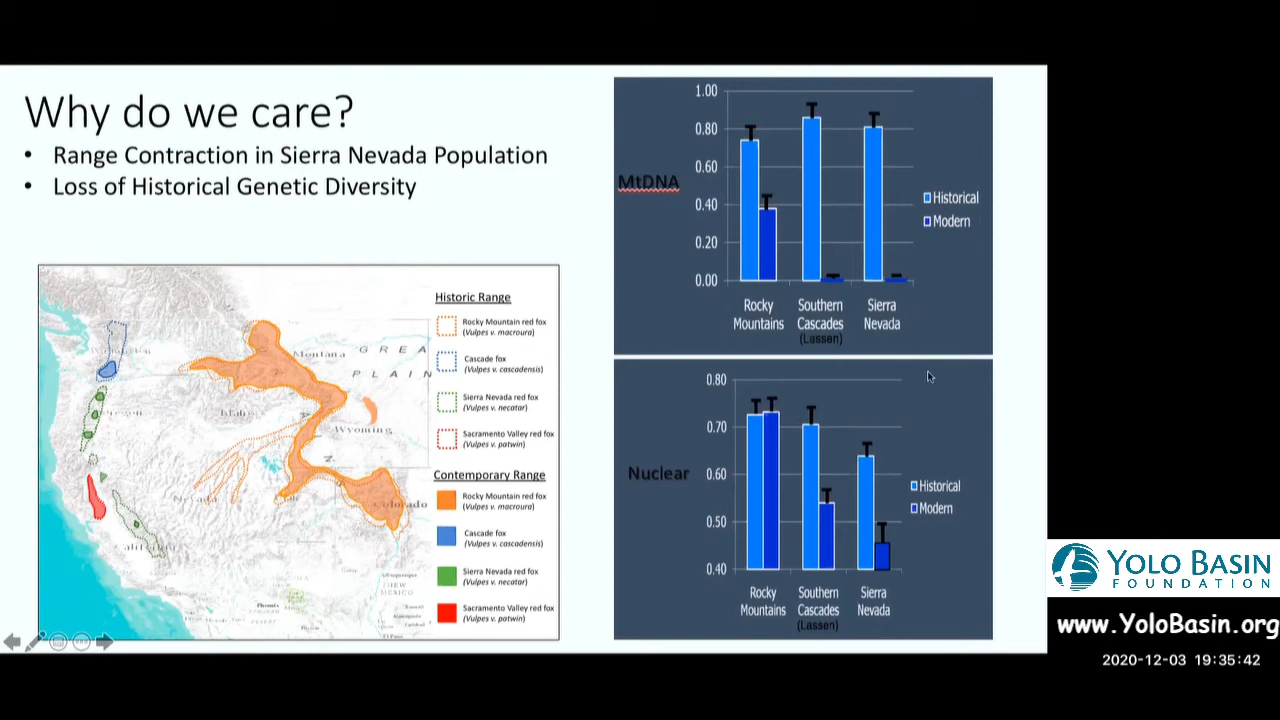 Why do we care?
• Range Contraction in Sierra Nevada Population
• Loss of Historical Genetic Diversity
Historic Range
Rocky Mountain red fox
(Vulpes v. macroura)
Cascade fox
(Vulpes v. cascadensis)
Sierra Nevada red fox
(Vulpes v. necator)
Sacramento Valley red fox
(Vulpes v. patwin)
Contemporary Range
Rocky Mountain red fox
(Vulpes v. macroura)
Cascade fox
(Vulpes v. cascadensis)
Sierra Nevada red fox
(Vulpes v. necator)
Sacramento Valley red fox
(Vulpes v. patwin)
Montana
GREA
PLAIN
Idaho
Wyoming
Nevada
Colorado
NEW
MEXICO
Phoenix
MtDNA
1.00
0.80
0.60
0.40
0.20
0.00
Rocky Mountains
Southern Cascades
(Lassen)
Sierra Nevada
Historical
Modern
Nuclear
0.80
0.70
0.60
0.50
0.40
Rocky Mountains
Southern Cascades
(Lassen)
Sierra Nevada
Historical
Modern
YOLO BASIN
FOUNDATION
www.YoloBasin.org
2020-12-03 19:35:42